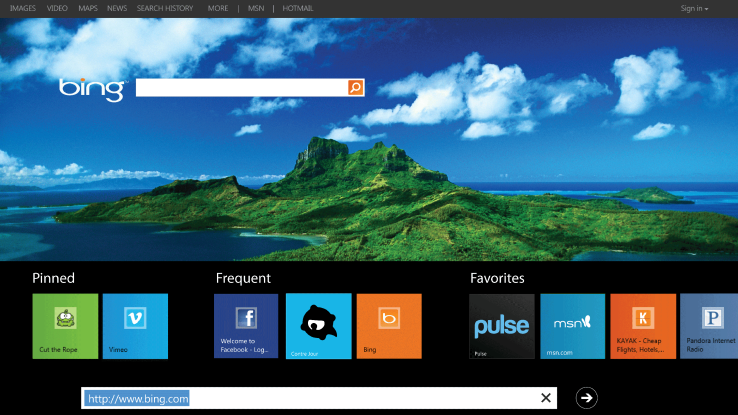 IMAGES VIDEO MAPS NEWS SEARCH HISTORY MORE | MSN | HOTMAIL Sign in
bing
Pinned Frequent Favorites
Cut the Rope
Vimeo
Welcome to
Facebook - Log...
Contre Jour
Bing
pulse
Pulse
msn
msn.com
KAYAK - Cheap
Flights, Hotels,...
Pandora Internet
Radio
http://www.bing.com